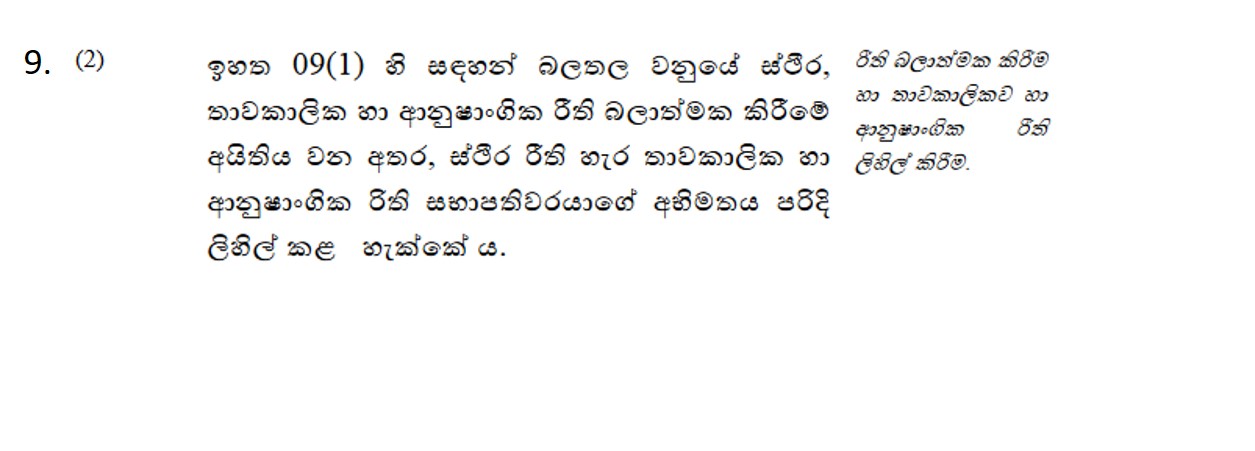 9. (2)
ඉහත 09(1) හි සඳහන් බලතල වනුයේ ස්ථිර,
තාවකාලික හා ආනුෂාංගික රීති බලාත්මක කිරීමේ
අයිතිය වන අතර, ස්ථිර රීති හැර තාවකාලික හා
ආනුෂාංගික රිති සභාපතිවරයාගේ අභිමතය පරිදි
ලිහිල් කළ හැක්කේ ය.
රීති බලාත්මක කිරීම
හා තාවකාලිකව හා
ආනුෂාංගික රීති
ලිහිල් කිරීම.